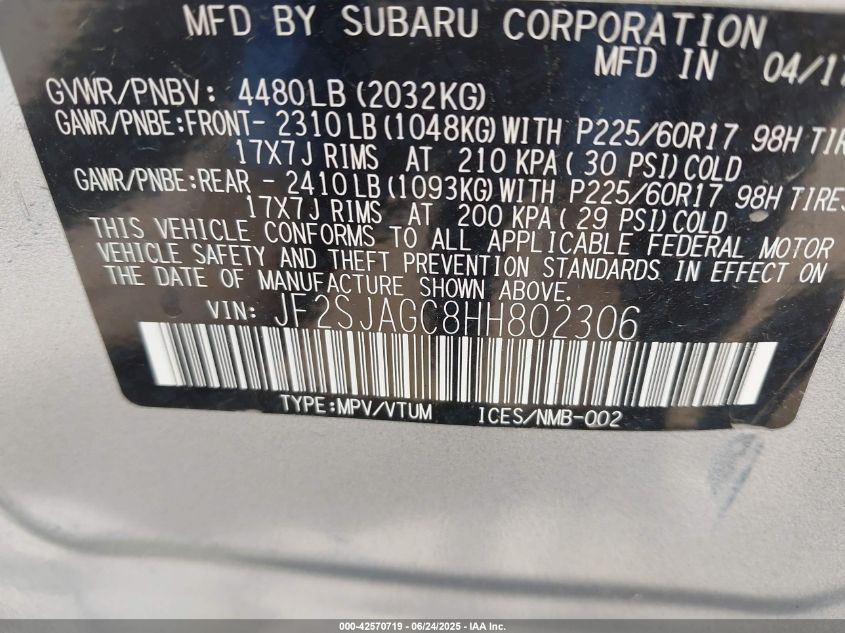 MFD BY SUBARU CORPORATION
MFD IN 04/17
GVWR/PNBV: 4480LB (2032KG)
GAWR/PNBE:FRONT- 2310LB (1048KG) WITH P225/60R17 98H TIRE
17X7J RIMS AT 210 KPA ( 30 PSI) COLD
GAWR/PNBE:REAR - 2410LB (1093KG) WITH P225/60R17 98H TIRES
17X7J RIMS AT 200 KPA ( 29 PSI) COLD
THIS VEHICLE CONFORMS TO ALL APPLICABLE FEDERAL MOTOR
VEHICLE SAFETY AND THEFT PREVENTION STANDARDS IN EFFECT ON
THE DATE OF MANUFACTURE SHOWN ABOVE.
VIN: JF2SJAGC8HH802306
TYPE:MPV/VTUM ICES/NMB-002
000-42570719 - 06/24/2025 - IAA Inc.